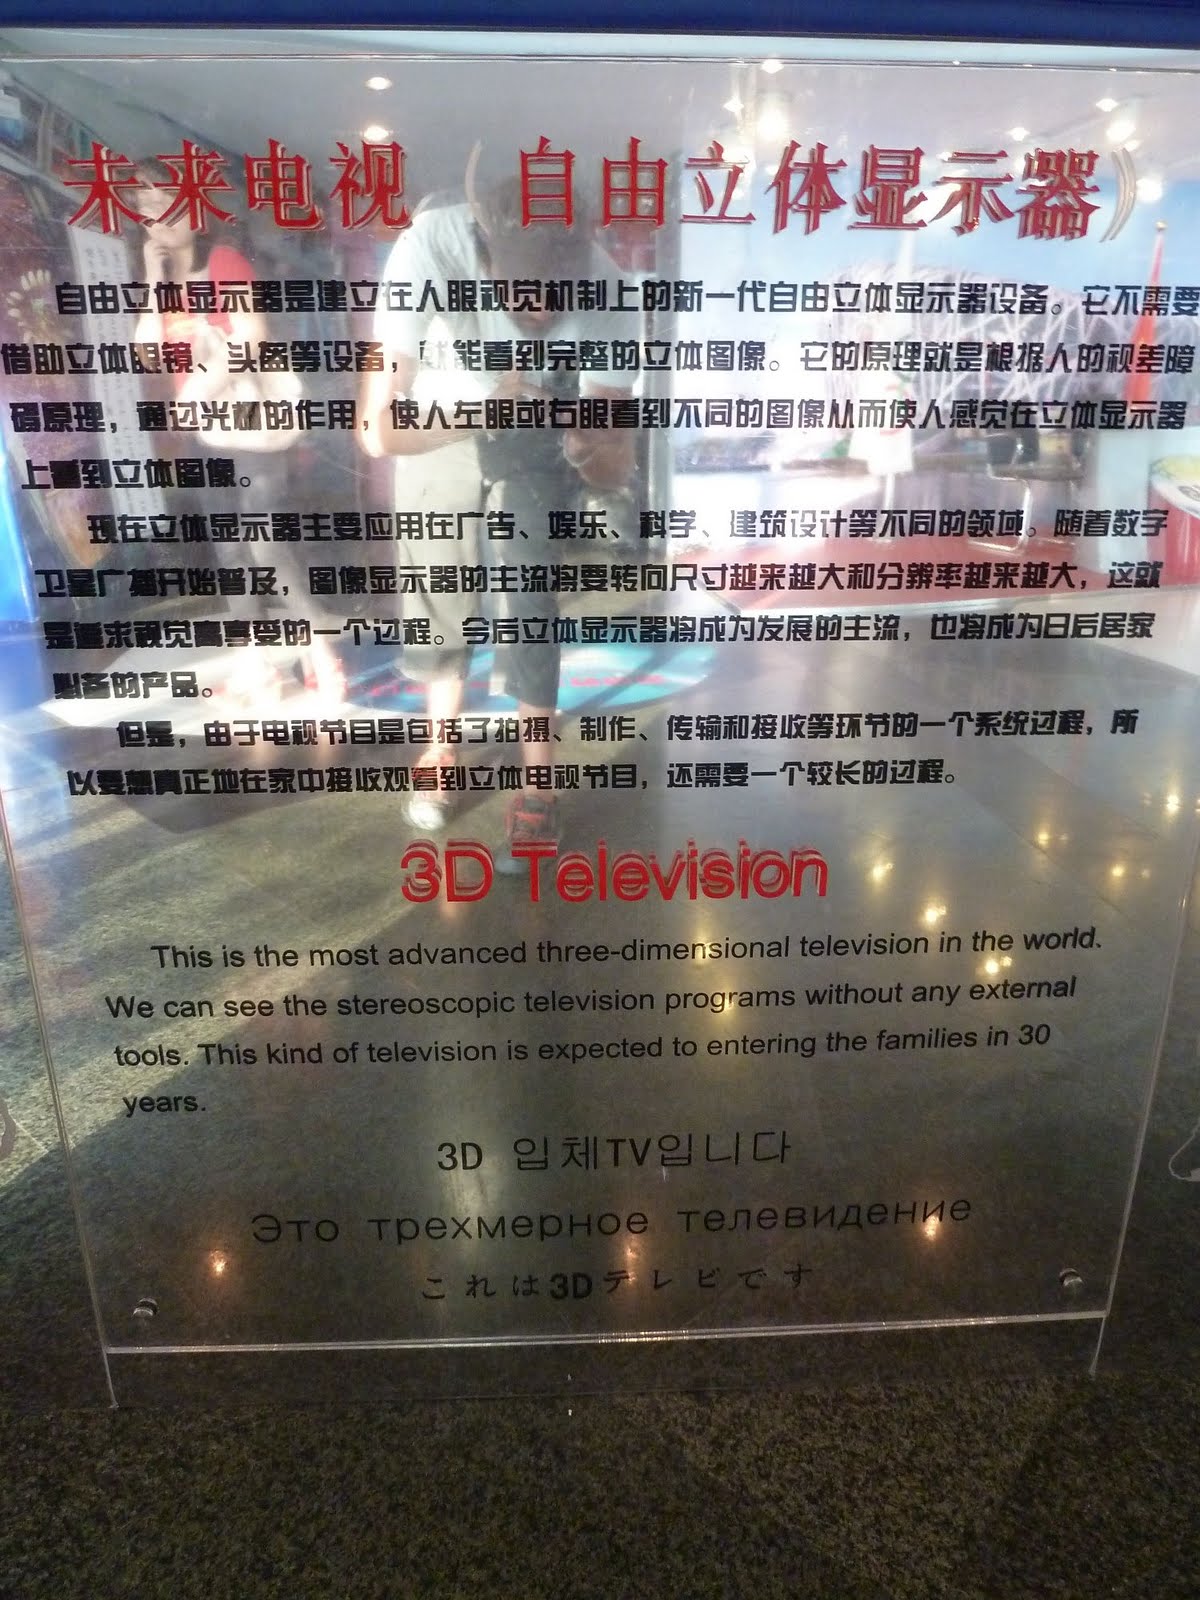 未来电视（自由立体显示器）
自由立体显示器是建立在人眼视觉机制上的新一代自由立体显示器设备。它不需要
借助立体眼镜、头盔等设备，就能看到完整的立体图像。它的原理就是根据人的视差障
碍原理，通过光栅的作用，使人左眼或右眼看到不同的图像从而使人感觉在立体显示器
上看到立体图像。
现在立体显示器主要应用在广告、娱乐、科学、建筑设计等不同的领域。随着数字
卫星广播开始普及，图像显示器的主流将要转向尺寸越来越大和分辨率越来越大，这就
是追求视觉高享受的一个过程。今后立体显示器将成为发展的主流，也将成为日后居家
必备的产品。
但是，由于电视节目是包括了拍摄、制作、传输和接收等环节的一个系统过程，所
以要想真正地在家中接收观看到立体电视节目，还需要一个较长的过程。
3D Television
This is the most advanced three-dimensional television in the world.
We can see the stereoscopic television programs without any external
tools. This kind of television is expected to entering the families in 30
years.
3D 입체TV입니다
Это трехмерное телевидение
これは3Dテレビです